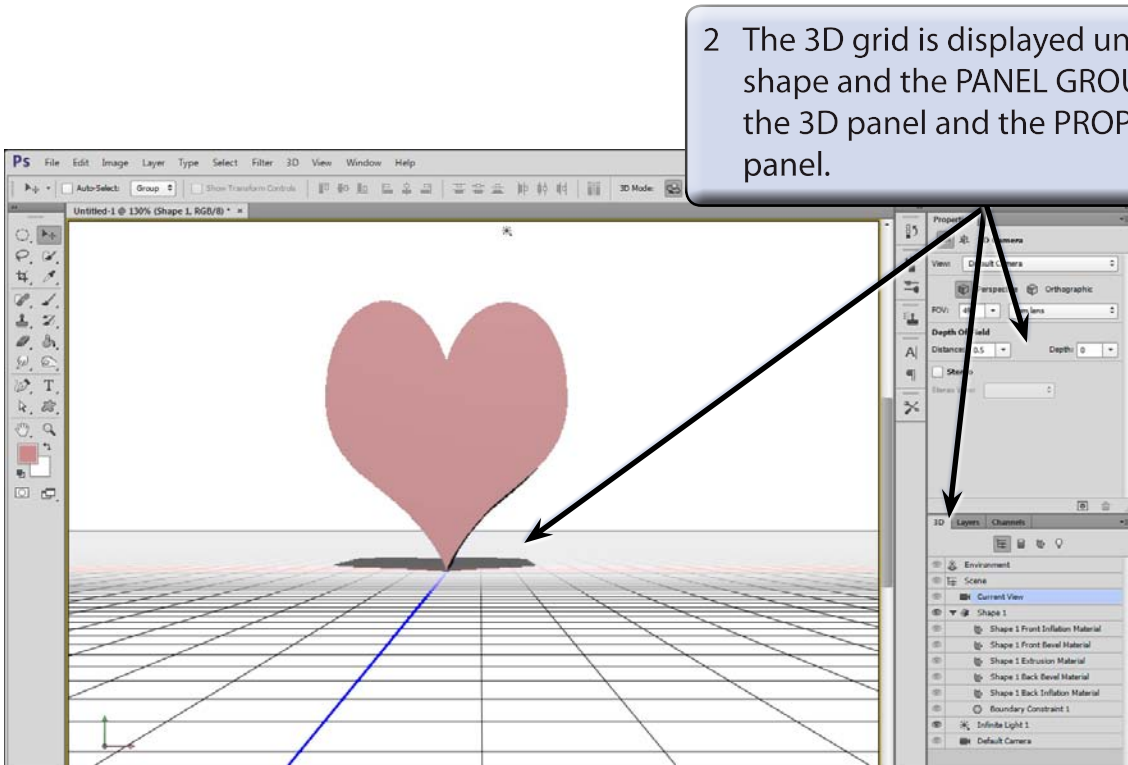 2 The 3D grid is displayed un
shape and the PANEL GROU
the 3D panel and the PROP
panel.
Ps File Edit Image Layer Type Select Filter 3D View Window Help
Auto-Select: Group Show Transform Controls 3D Mode:
Untitled-1 @ 130% (Shape 1, RGB/8) * ×
Properti
D Camera
View: Default Camera
Perspective Orthographic
FOV: lens
Depth Of Field
Distance: 0.5 Depth: 0
Stereo
3D Layers Channels
Environment
Scene
Current View
Shape 1
Shape 1 Front Inflation Material
Shape 1 Front Bevel Material
Shape 1 Extrusion Material
Shape 1 Back Bevel Material
Shape 1 Back Inflation Material
Boundary Constraint 1
Infinite Light 1
Default Camera